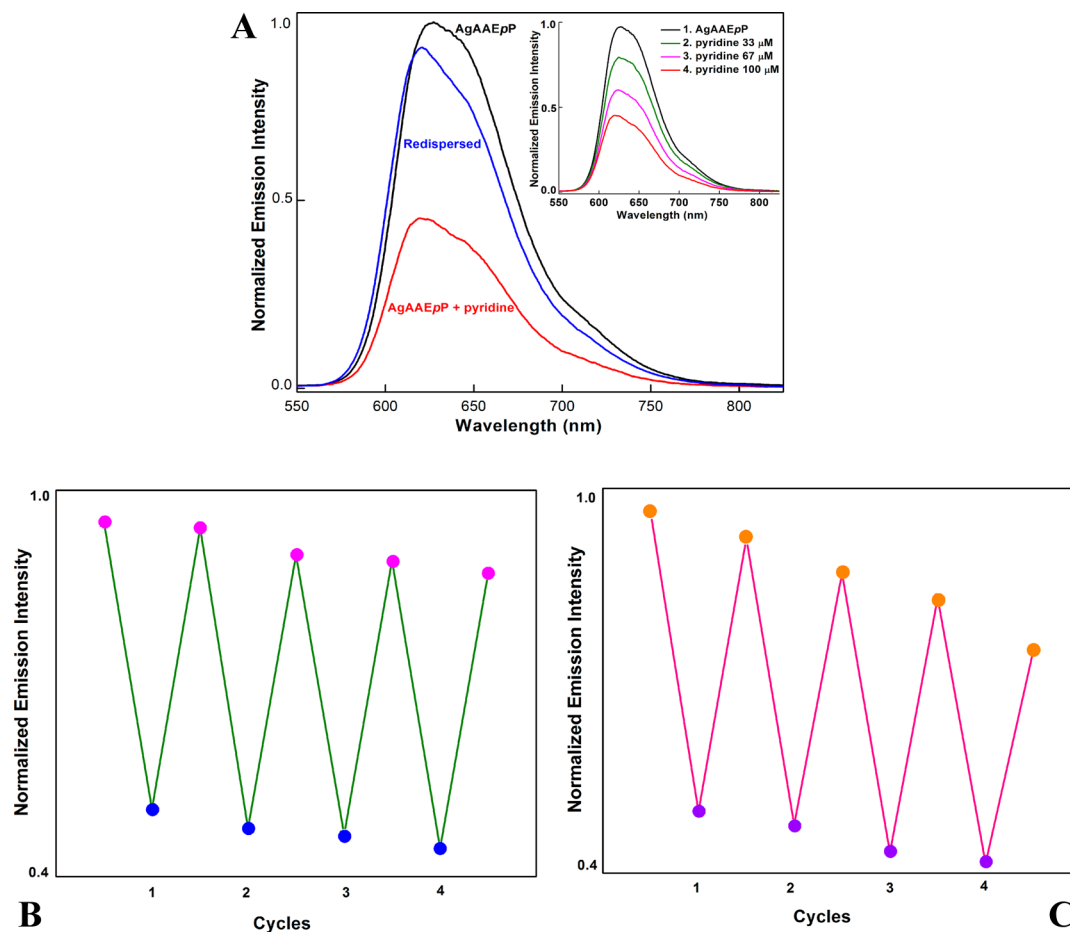 A
Normalized Emission Intensity
1.0
0.5
0.0
AgAAEpP
Redispersed
AgAAEpP + pyridine
550 600 650 700 750 800
Wavelength (nm)
Normalized Emission Intensity
1.0
0.5
0.0
1. AgAAEpP
2. pyridine 33 μM
3. pyridine 67 μM
4. pyridine 100 μM
550 600 650 700 750 800
Wavelength (nm)
Normalized Emission Intensity
1.0
0.4
1 2 3 4
Cycles
B
Normalized Emission Intensity
1.0
0.4
1 2 3 4
Cycles
C